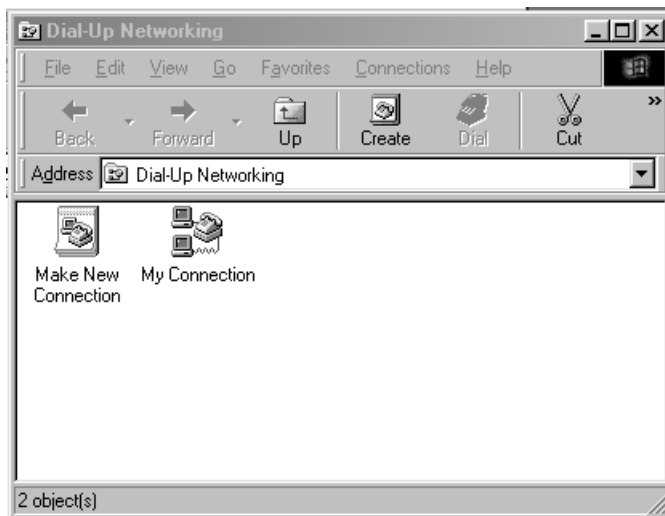 Dial-Up Networking
File Edit View Go Favorites Connections Help
Back Forward Up Create Dial Cut »
Address Dial-Up Networking
Make New My Connection
Connection
2 object(s)